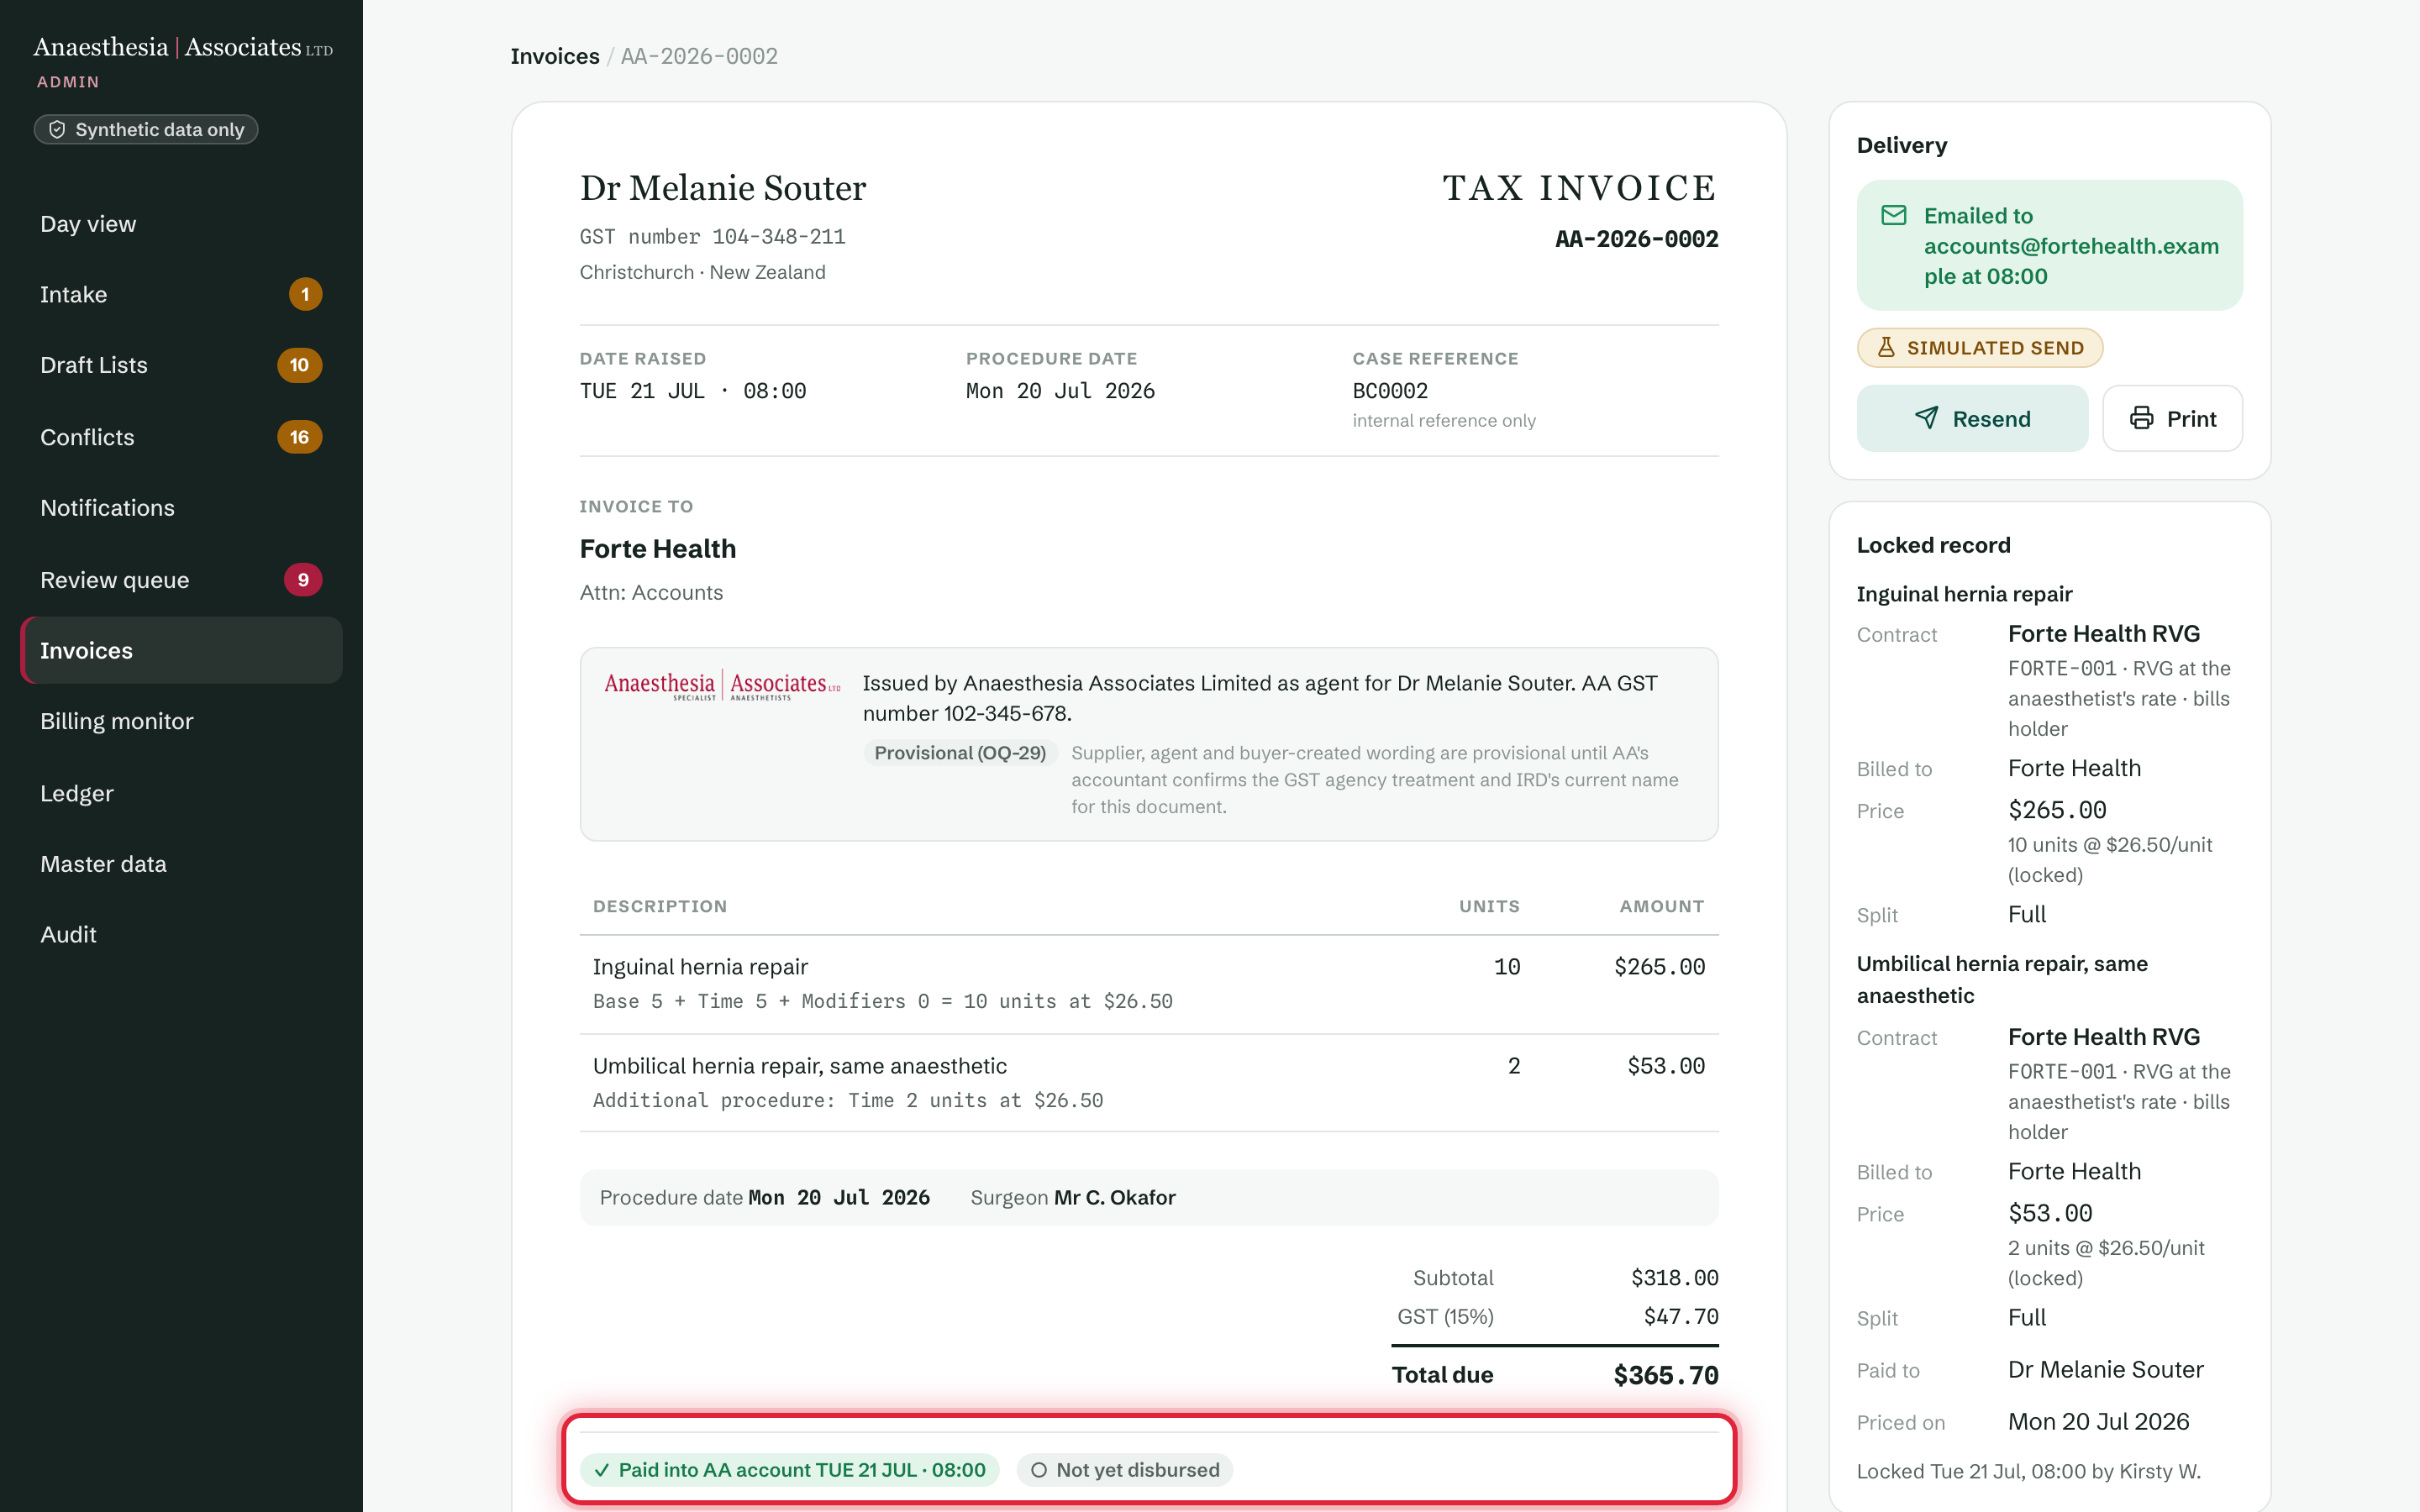 Anaesthesia | Associates LTD
ADMIN
Synthetic data only
Day view
Intake
1
Draft Lists
10
Conflicts
16
Notifications
Review queue
9
Invoices
Billing monitor
Ledger
Master data
Audit
Invoices / AA-2026-0002
Dr Melanie Souter
GST number 104-348-211
Christchurch · New Zealand
TAX INVOICE
AA-2026-0002
DATE RAISED
TUE 21 JUL · 08:00
PROCEDURE DATE
Mon 20 Jul 2026
CASE REFERENCE
BC0002
internal reference only
INVOICE TO
Forte Health
Attn: Accounts
Anaesthesia | Associates LTD
SPECIALIST ANAESTHETISTS
Issued by Anaesthesia Associates Limited as agent for Dr Melanie Souter. AA GST
number 102-345-678.
Provisional (OQ-29)
Supplier, agent and buyer-created wording are provisional until AA's
accountant confirms the GST agency treatment and IRD's current name
for this document.
DESCRIPTION UNITS AMOUNT
Inguinal hernia repair 10 $265.00
Base 5 + Time 5 + Modifiers 0 = 10 units at $26.50
Umbilical hernia repair, same anaesthetic 2 $53.00
Additional procedure: Time 2 units at $26.50
Procedure date Mon 20 Jul 2026 Surgeon Mr C. Okafor
Subtotal $318.00
GST (15%) $47.70
Total due $365.70
Paid into AA account TUE 21 JUL · 08:00
Not yet disbursed
Delivery
Emailed to
accounts@fortehealth.exam
ple at 08:00
SIMULATED SEND
Resend
Print
Locked record
Inguinal hernia repair
Contract Forte Health RVG
FORTE-001 · RVG at the
anaesthetist's rate · bills
holder
Billed to Forte Health
Price $265.00
10 units @ $26.50/unit
(locked)
Split Full
Umbilical hernia repair, same
anaesthetic
Contract Forte Health RVG
FORTE-001 · RVG at the
anaesthetist's rate · bills
holder
Billed to Forte Health
Price $53.00
2 units @ $26.50/unit
(locked)
Split Full
Paid to Dr Melanie Souter
Priced on Mon 20 Jul 2026
Locked Tue 21 Jul, 08:00 by Kirsty W.